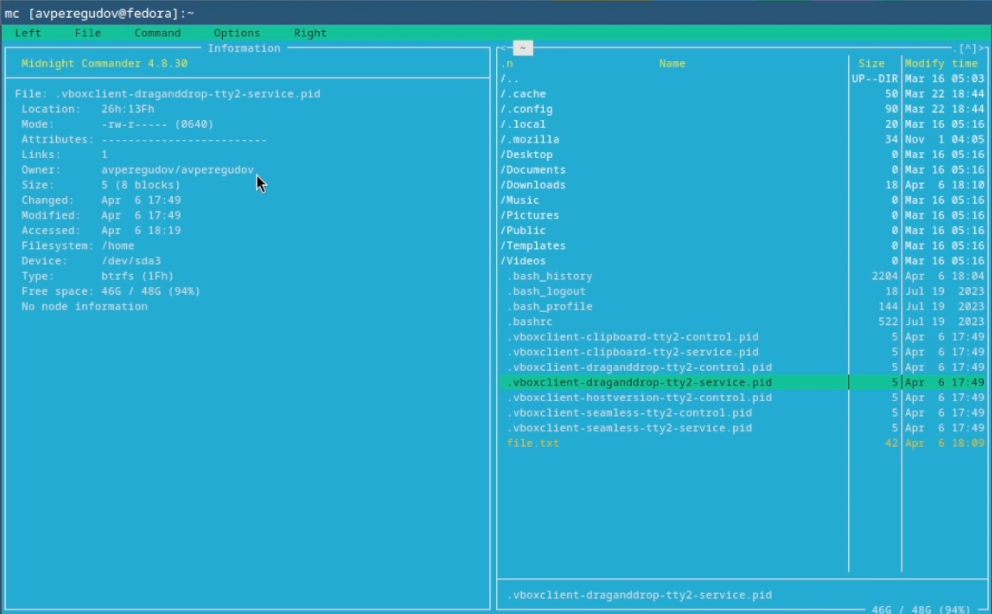 mc [avperegudov@fedora]:~
Left File Command Options Right
Information
Midnight Commander 4.8.30
File: .vboxclient-draganddrop-tty2-service.pid
Location: 26h:13Fh
Mode: -rw-r----- (0640)
Attributes: -------------------------
Links: 1
Owner: avperegudov/avperegudov
Size: 5 (8 blocks)
Changed: Apr 6 17:49
Modified: Apr 6 17:49
Accessed: Apr 6 18:19
Filesystem: /home
Device: /dev/sda3
Type: btrfs (1Fh)
Free space: 46G / 48G (94%)
No node information
<─ ~ .[^]>
.n Name Size Modify time
/.. UP--DIR Mar 16 05:03
/.cache 50 Mar 22 18:44
/.config 90 Mar 22 18:44
/.local 20 Mar 16 05:16
/.mozilla 34 Nov 1 04:05
/Desktop 0 Mar 16 05:16
/Documents 0 Mar 16 05:16
/Downloads 18 Apr 6 18:10
/Music 0 Mar 16 05:16
/Pictures 0 Mar 16 05:16
/Public 0 Mar 16 05:16
/Templates 0 Mar 16 05:16
/Videos 0 Mar 16 05:16
.bash_history 2204 Apr 6 18:04
.bash_logout 18 Jul 19 2023
.bash_profile 144 Jul 19 2023
.bashrc 522 Jul 19 2023
.vboxclient-clipboard-tty2-control.pid 5 Apr 6 17:49
.vboxclient-clipboard-tty2-service.pid 5 Apr 6 17:49
.vboxclient-draganddrop-tty2-control.pid 5 Apr 6 17:49
.vboxclient-draganddrop-tty2-service.pid 5 Apr 6 17:49
.vboxclient-hostversion-tty2-control.pid 5 Apr 6 17:49
.vboxclient-seamless-tty2-control.pid 5 Apr 6 17:49
.vboxclient-seamless-tty2-service.pid 5 Apr 6 17:49
file.txt 42 Apr 6 18:09
.vboxclient-draganddrop-tty2-service.pid
46G / 48G (94%)